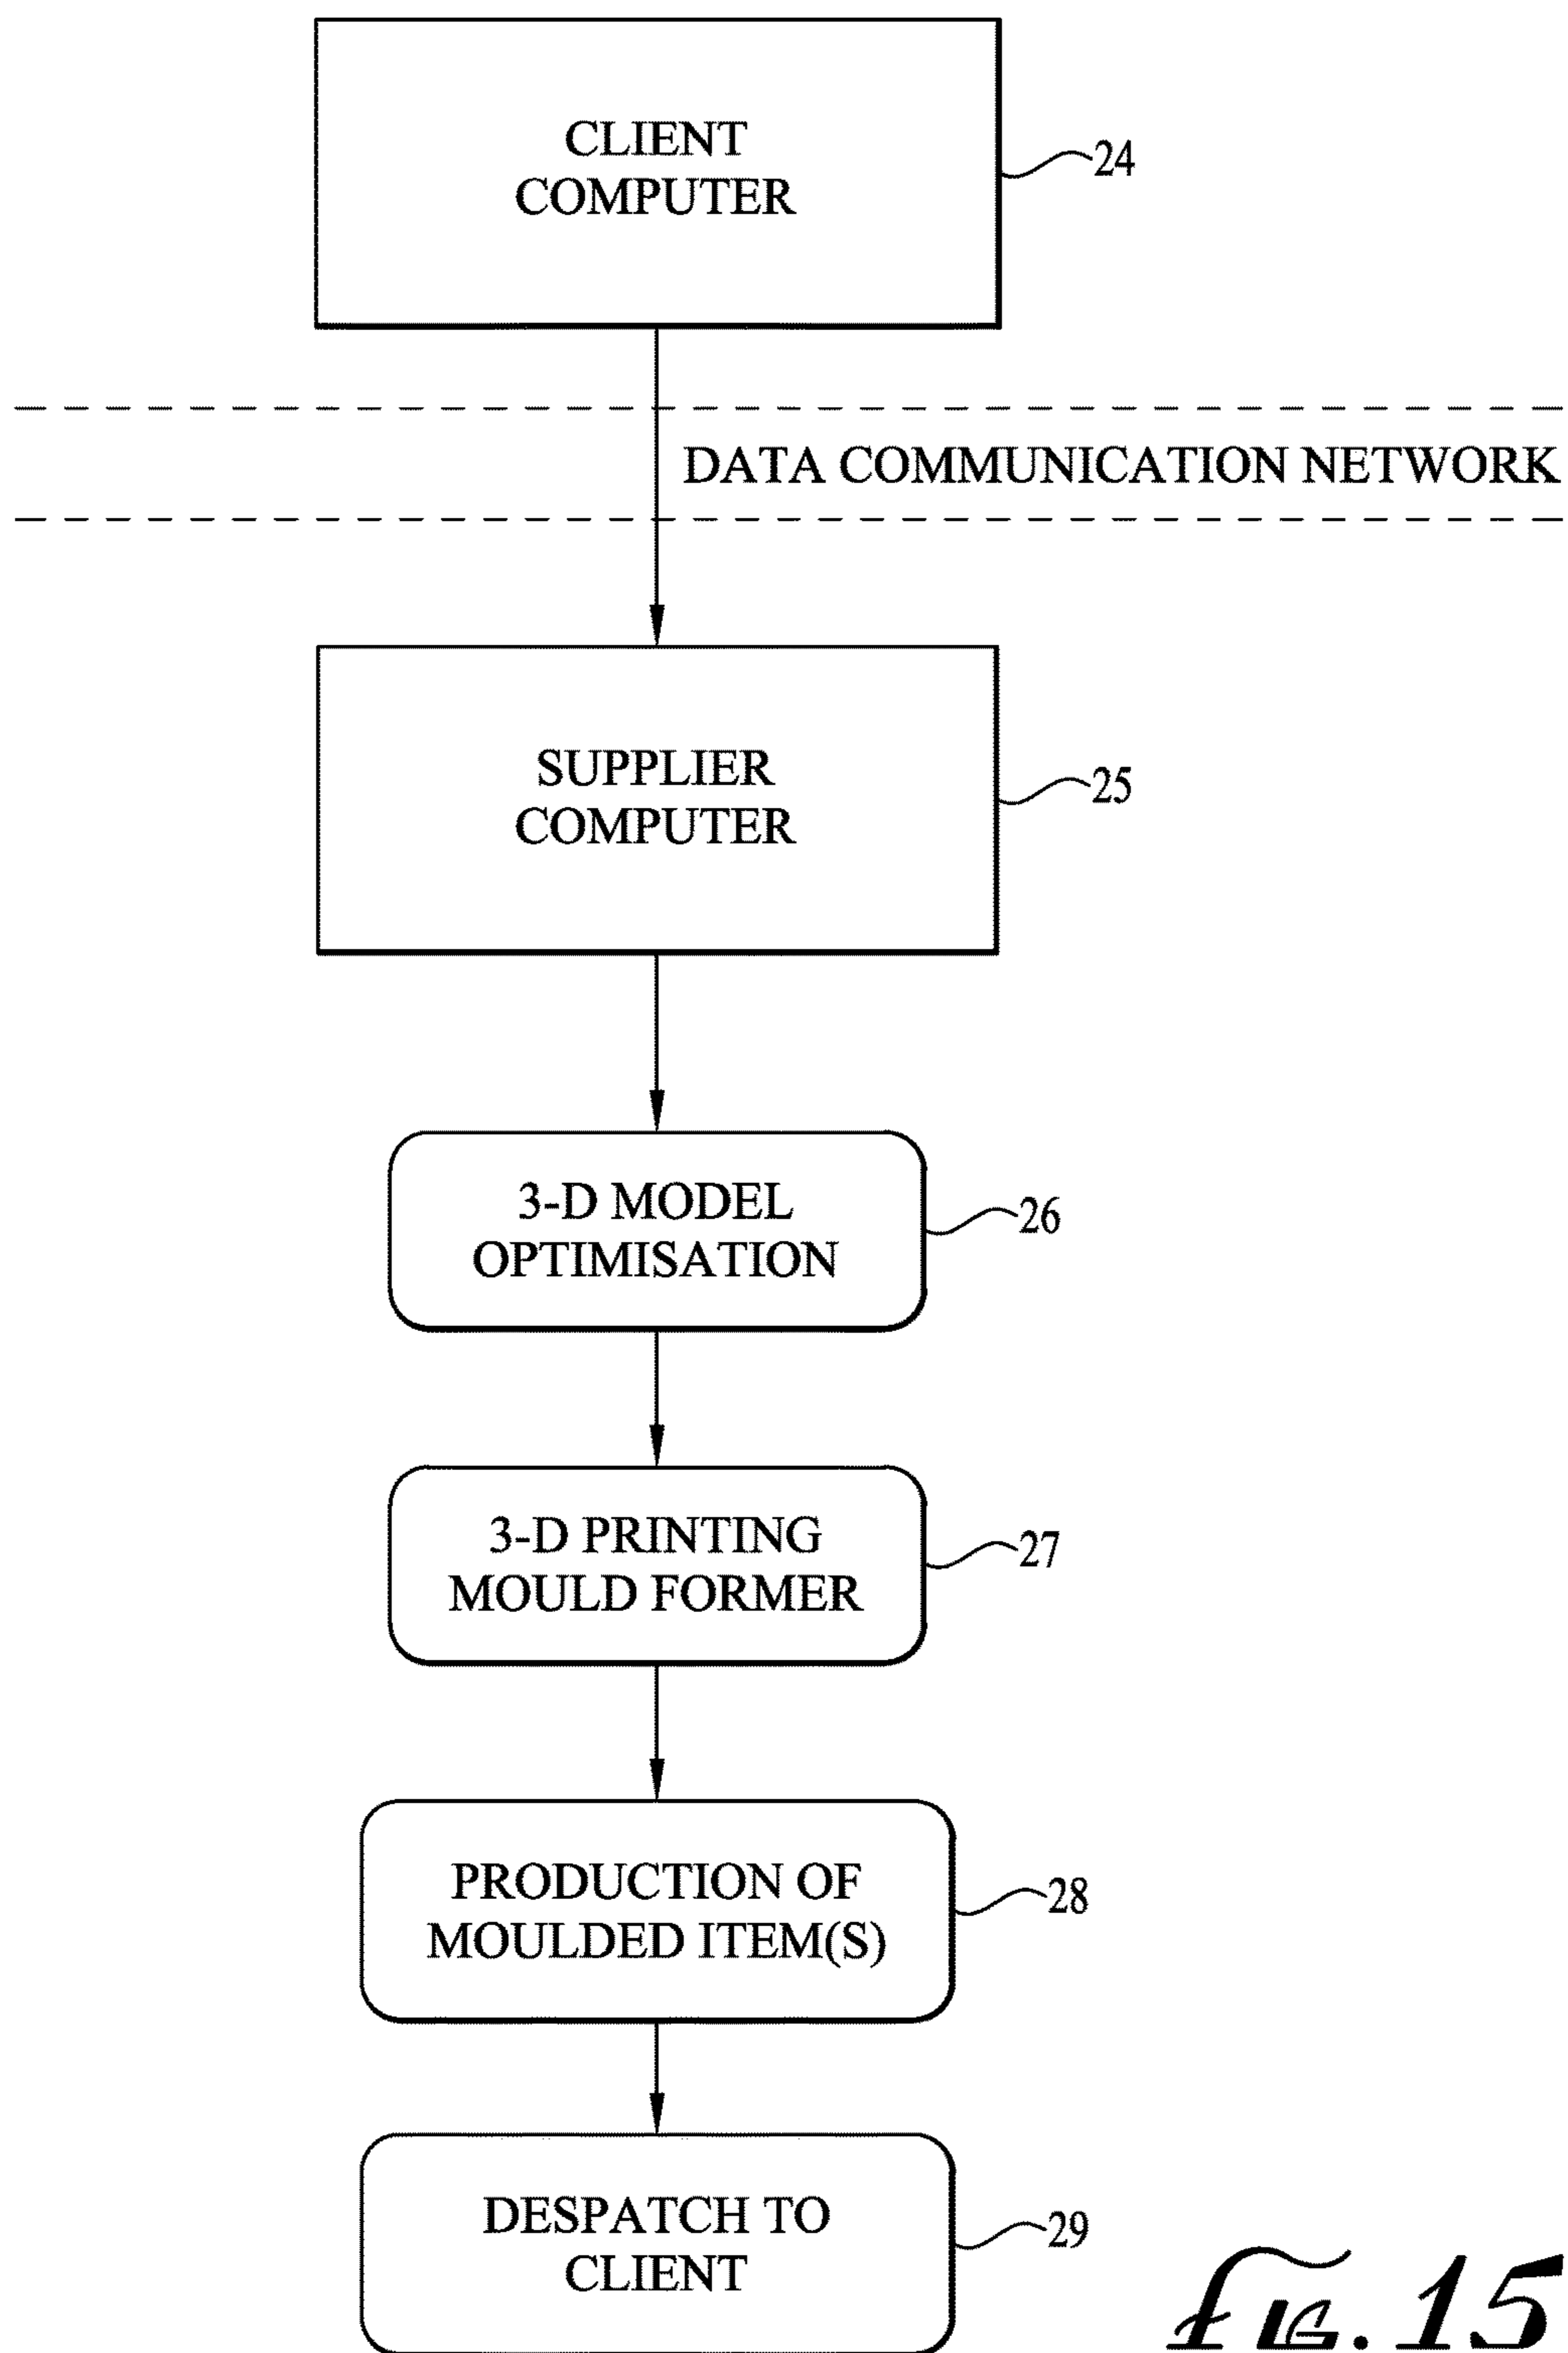 CLIENT
COMPUTER
24
DATA COMMUNICATION NETWORK
SUPPLIER
COMPUTER
25
3-D MODEL
OPTIMISATION
26
3-D PRINTING
MOULD FORMER
27
PRODUCTION OF
MOULDED ITEM(S)
28
DESPATCH TO
CLIENT
29
FIG. 15